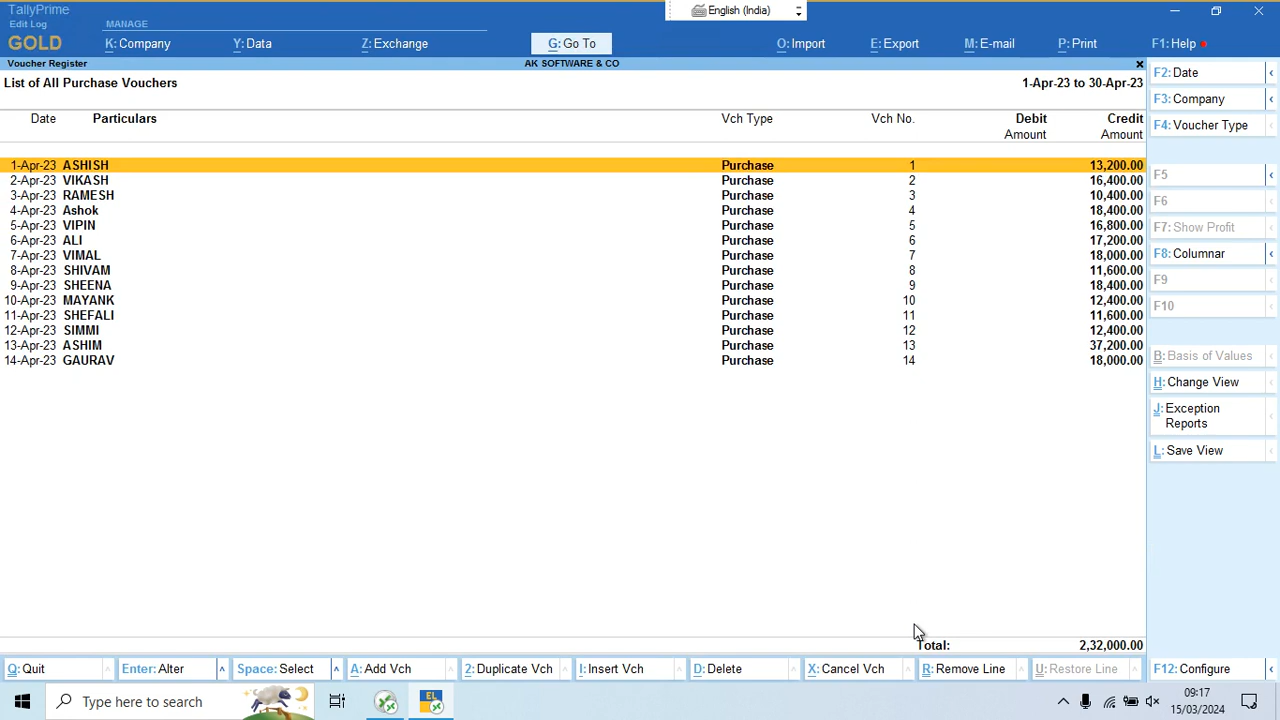 TallyPrime
English (India)
Edit Log
MANAGE
GOLD
K: Company
Y: Data
Z: Exchange
G: Go To
O: Import
E: Export
M: E-mail
P: Print
F1: Help
Voucher Register
AK SOFTWARE & CO
List of All Purchase Vouchers
1-Apr-23 to 30-Apr-23
Date Particulars Vch Type Vch No. Debit Credit
Amount Amount
1-Apr-23 ASHISH Purchase 1 13,200.00
2-Apr-23 VIKASH Purchase 2 16,400.00
3-Apr-23 RAMESH Purchase 3 10,400.00
4-Apr-23 Ashok Purchase 4 18,400.00
5-Apr-23 VIPIN Purchase 5 16,800.00
6-Apr-23 ALI Purchase 6 17,200.00
7-Apr-23 VIMAL Purchase 7 18,000.00
8-Apr-23 SHIVAM Purchase 8 11,600.00
9-Apr-23 SHEENA Purchase 9 18,400.00
10-Apr-23 MAYANK Purchase 10 12,400.00
11-Apr-23 SHEFALI Purchase 11 11,600.00
12-Apr-23 SIMMI Purchase 12 12,400.00
13-Apr-23 ASHIM Purchase 13 37,200.00
14-Apr-23 GAURAV Purchase 14 18,000.00
Total: 2,32,000.00
F2: Date
F3: Company
F4: Voucher Type
F5
F6
F7: Show Profit
F8: Columnar
F9
F10
B: Basis of Values
H: Change View
J: Exception
Reports
L: Save View
Q: Quit
Enter: Alter
Space: Select
A: Add Vch
2: Duplicate Vch
I: Insert Vch
D: Delete
X: Cancel Vch
R: Remove Line
U: Restore Line
F12: Configure
Type here to search
EL
09:17
15/03/2024